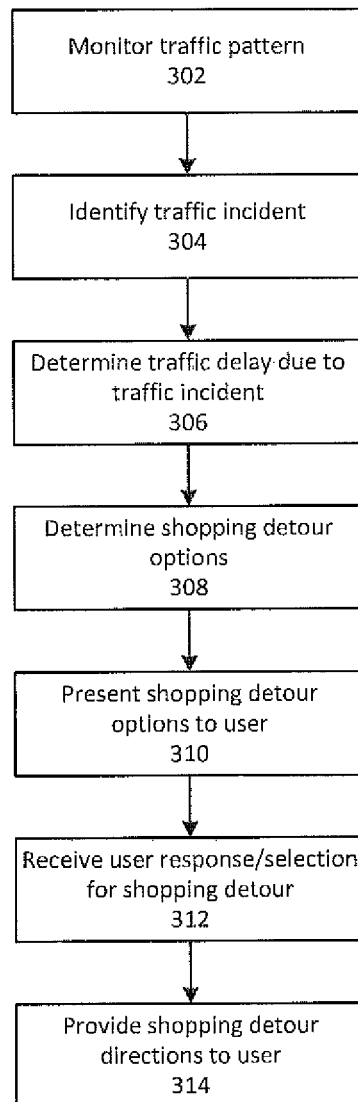 Monitor traffic pattern
302
Identify traffic incident
304
Determine traffic delay due to
traffic incident
306
Determine shopping detour
options
308
Present shopping detour
options to user
310
Receive user response/selection
for shopping detour
312
Provide shopping detour
directions to user
314